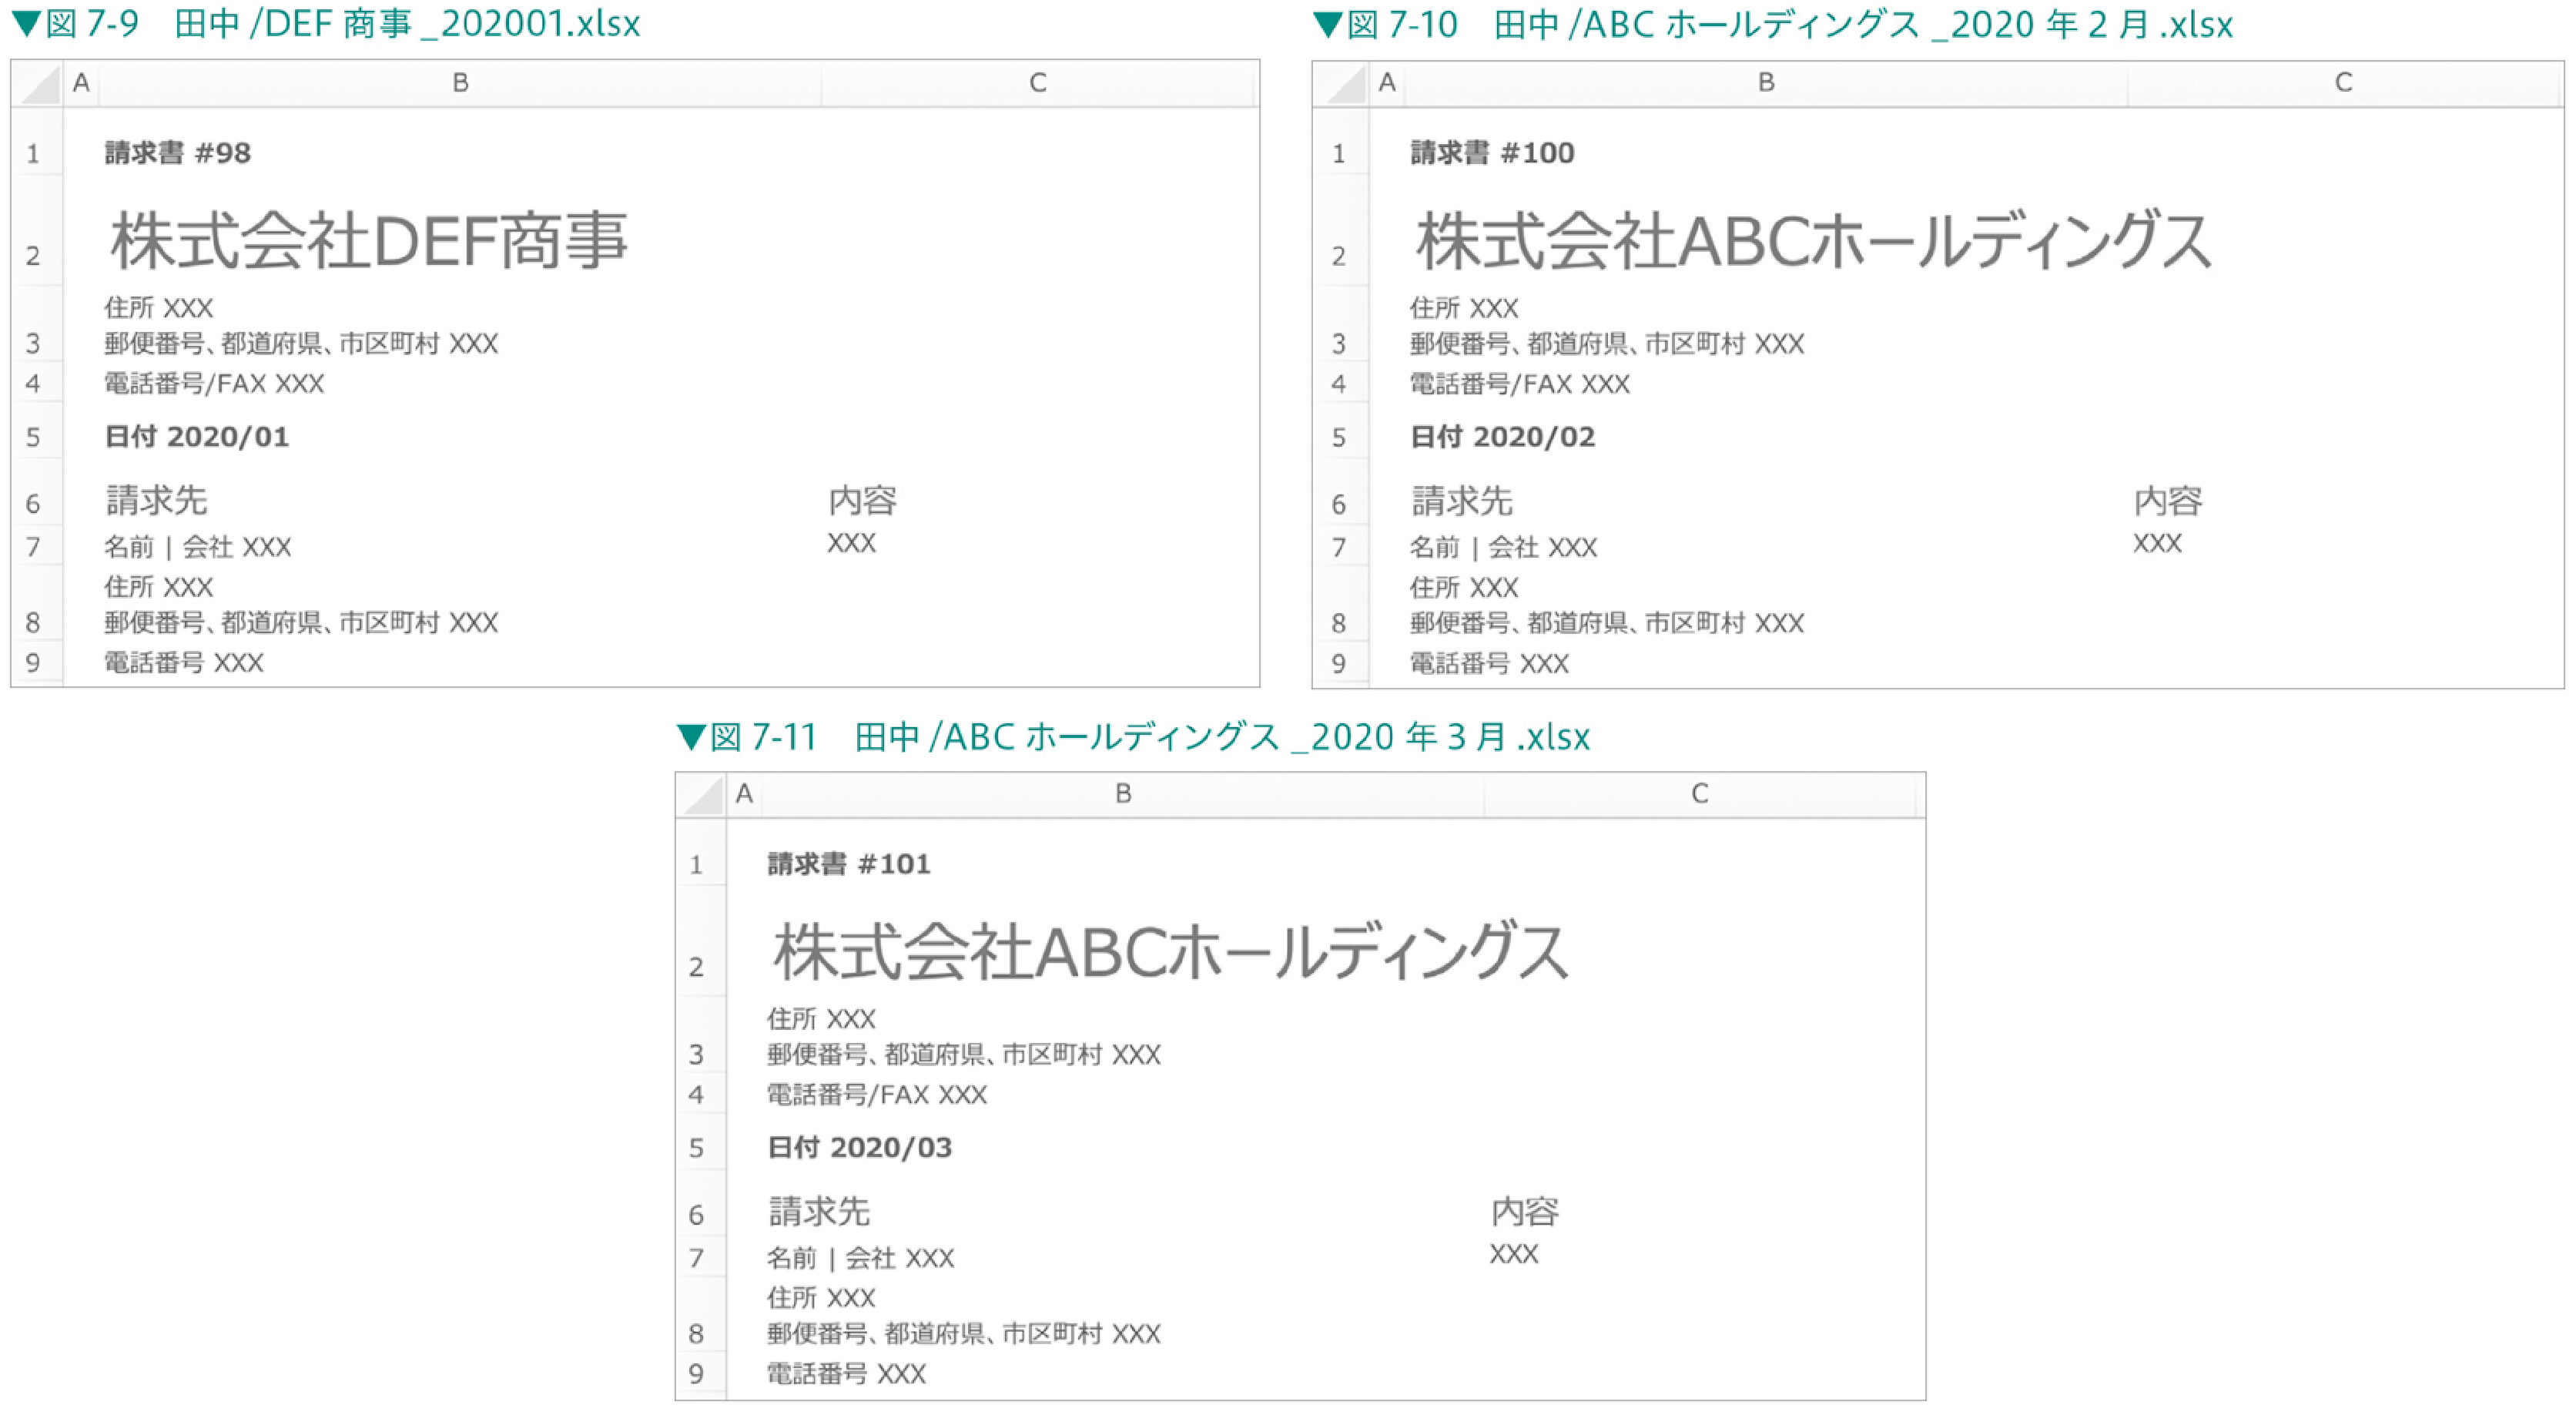 ▼図 7-9　田中 /DEF 商事 _202001.xlsx
A B C
1 請求書 #98
2 株式会社DEF商事
住所 XXX
3 郵便番号、都道府県、市区町村 XXX
4 電話番号/FAX XXX
5 日付 2020/01
6 請求先 内容
7 名前 | 会社 XXX XXX
住所 XXX
8 郵便番号、都道府県、市区町村 XXX
9 電話番号 XXX
▼図 7-10　田中 /ABC ホールディングス _2020 年 2 月 .xlsx
A B C
1 請求書 #100
2 株式会社ABCホールディングス
住所 XXX
3 郵便番号、都道府県、市区町村 XXX
4 電話番号/FAX XXX
5 日付 2020/02
6 請求先 内容
7 名前 | 会社 XXX XXX
住所 XXX
8 郵便番号、都道府県、市区町村 XXX
9 電話番号 XXX
▼図 7-11　田中 /ABC ホールディングス _2020 年 3 月 .xlsx
A B C
1 請求書 #101
2 株式会社ABCホールディングス
住所 XXX
3 郵便番号、都道府県、市区町村 XXX
4 電話番号/FAX XXX
5 日付 2020/03
6 請求先 内容
7 名前 | 会社 XXX XXX
住所 XXX
8 郵便番号、都道府県、市区町村 XXX
9 電話番号 XXX